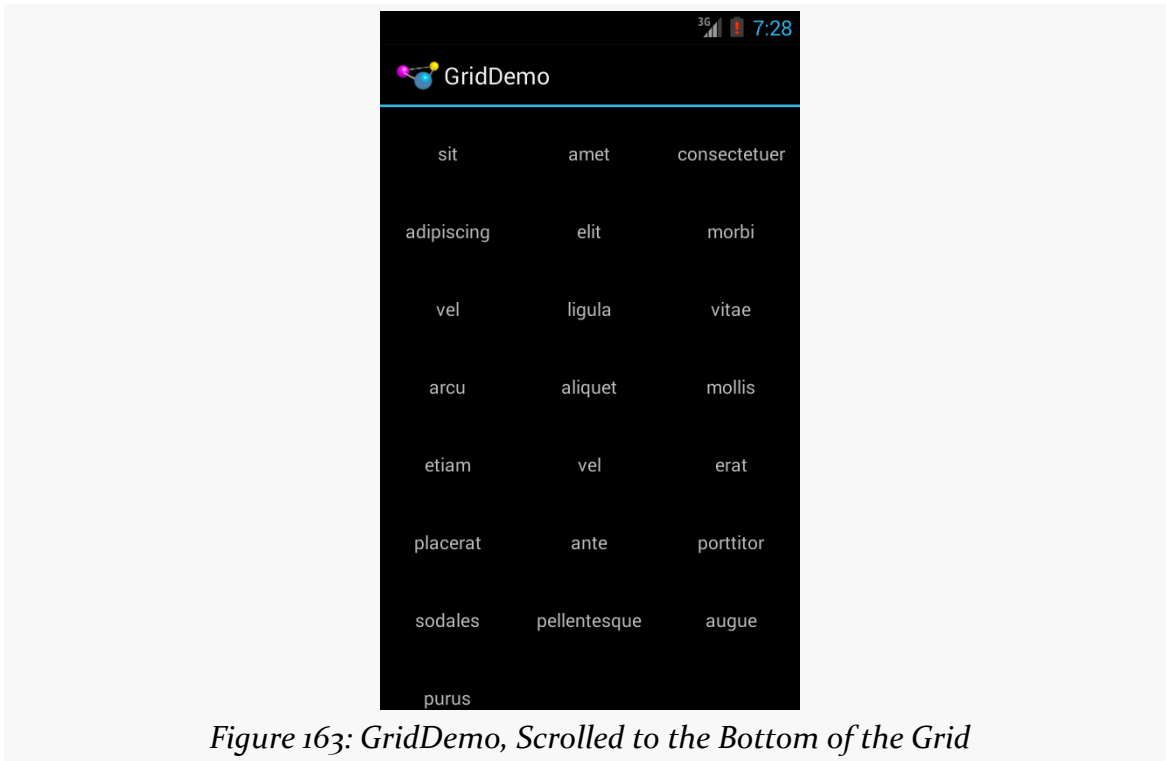 3G 7:28
GridDemo
sit amet consectetuer
adipiscing elit morbi
vel ligula vitae
arcu aliquet mollis
etiam vel erat
placerat ante porttitor
sodales pellentesque augue
purus
Figure 163: GridDemo, Scrolled to the Bottom of the Grid